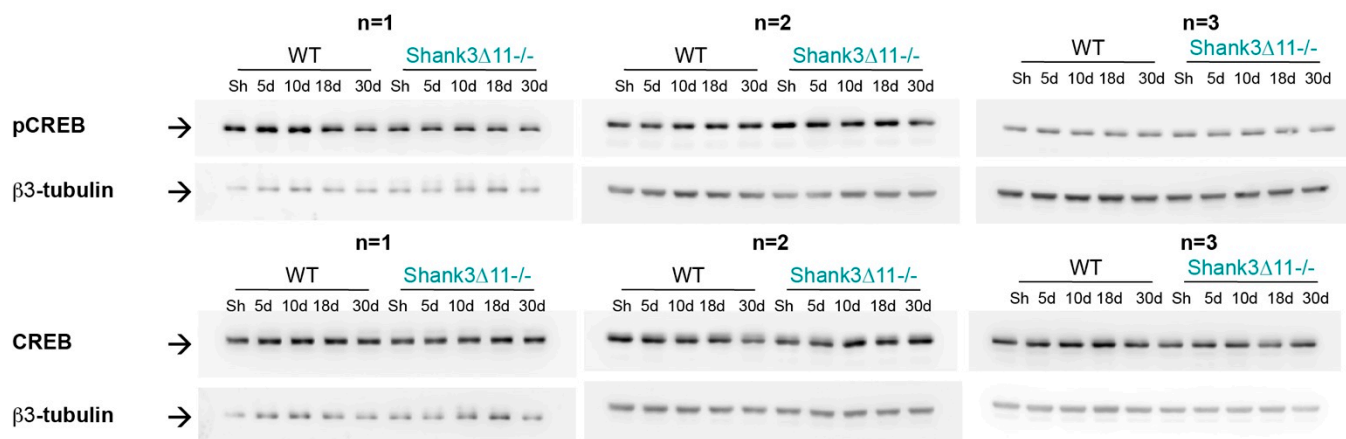 n=1 n=2 n=3
WT Shank3Δ11-/- WT Shank3Δ11-/- WT Shank3Δ11-/-
Sh 5d 10d 18d 30d Sh 5d 10d 18d 30d Sh 5d 10d 18d 30d Sh 5d 10d 18d 30d Sh 5d 10d 18d 30d Sh 5d 10d 18d 30d
pCREB →
β3-tubulin →
n=1 n=2 n=3
WT Shank3Δ11-/- WT Shank3Δ11-/- WT Shank3Δ11-/-
Sh 5d 10d 18d 30d Sh 5d 10d 18d 30d Sh 5d 10d 18d 30d Sh 5d 10d 18d 30d Sh 5d 10d 18d 30d Sh 5d 10d 18d 30d
CREB →
β3-tubulin →